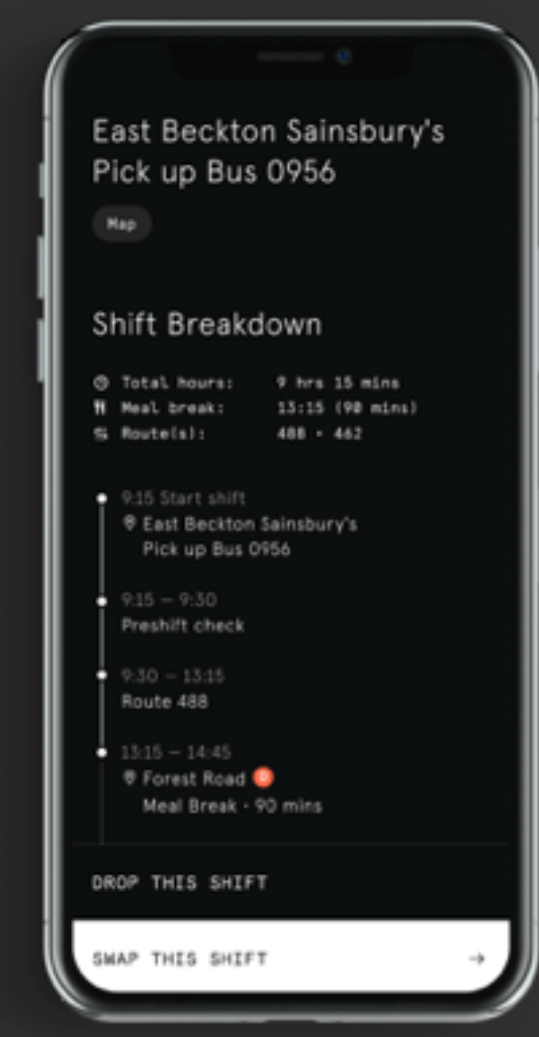 East Beckton Sainsbury's
Pick up Bus 0956
Map
Shift Breakdown
Total hours: 9 hrs 15 mins
Meal break: 13:15 (90 mins)
Route(s): 488 · 462
9:15 Start shift
East Beckton Sainsbury's
Pick up Bus 0956
9:15 — 9:30
Preshift check
9:30 — 13:15
Route 488
13:15 — 14:45
Forest Road
Meal Break · 90 mins
DROP THIS SHIFT
SWAP THIS SHIFT →